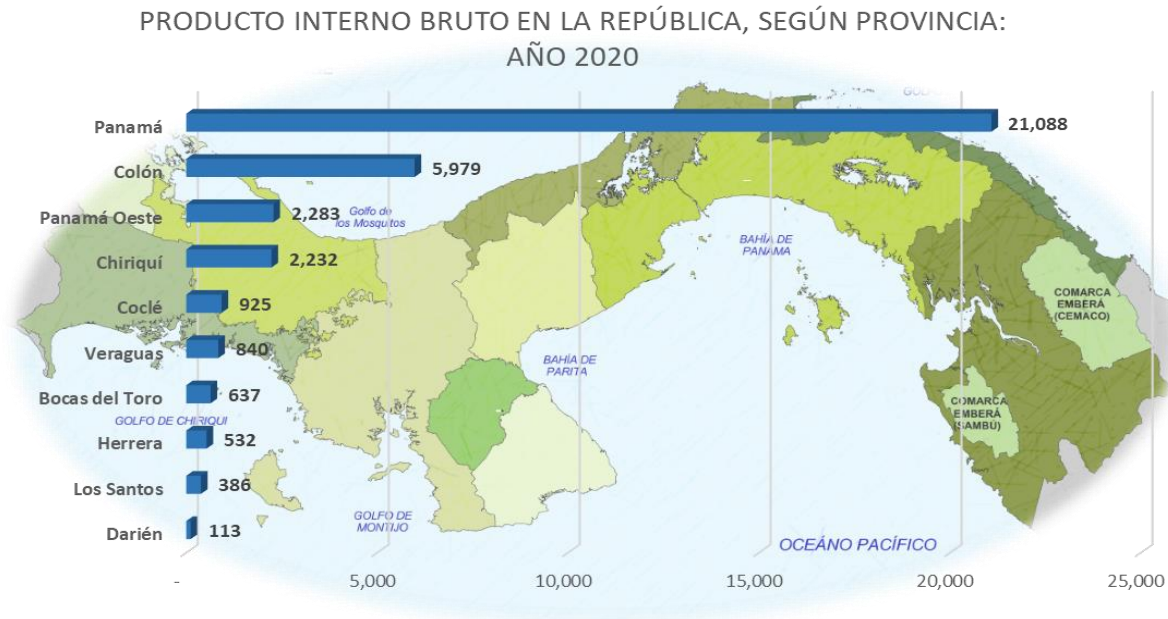 PRODUCTO INTERNO BRUTO EN LA REPÚBLICA, SEGÚN PROVINCIA:
AÑO 2020
Panamá 21,088
Colón 5,979
Panamá Oeste 2,283
Golfo de
los Mosquitos
Chiriquí 2,232
BAHÍA DE
PANAMÁ
Coclé 925
COMARCA
EMBERÁ
(CEMACO)
Veraguas 840
BAHÍA DE
PARITA
Bocas del Toro 637
GOLFO DE CHIRIQUI
COMARCA
EMBERÁ
(SAMBÚ)
Herrera 532
Los Santos 386
GOLFO DE
MONTIJO
Darién 113
OCEÁNO PACÍFICO
- 5,000 10,000 15,000 20,000 25,000